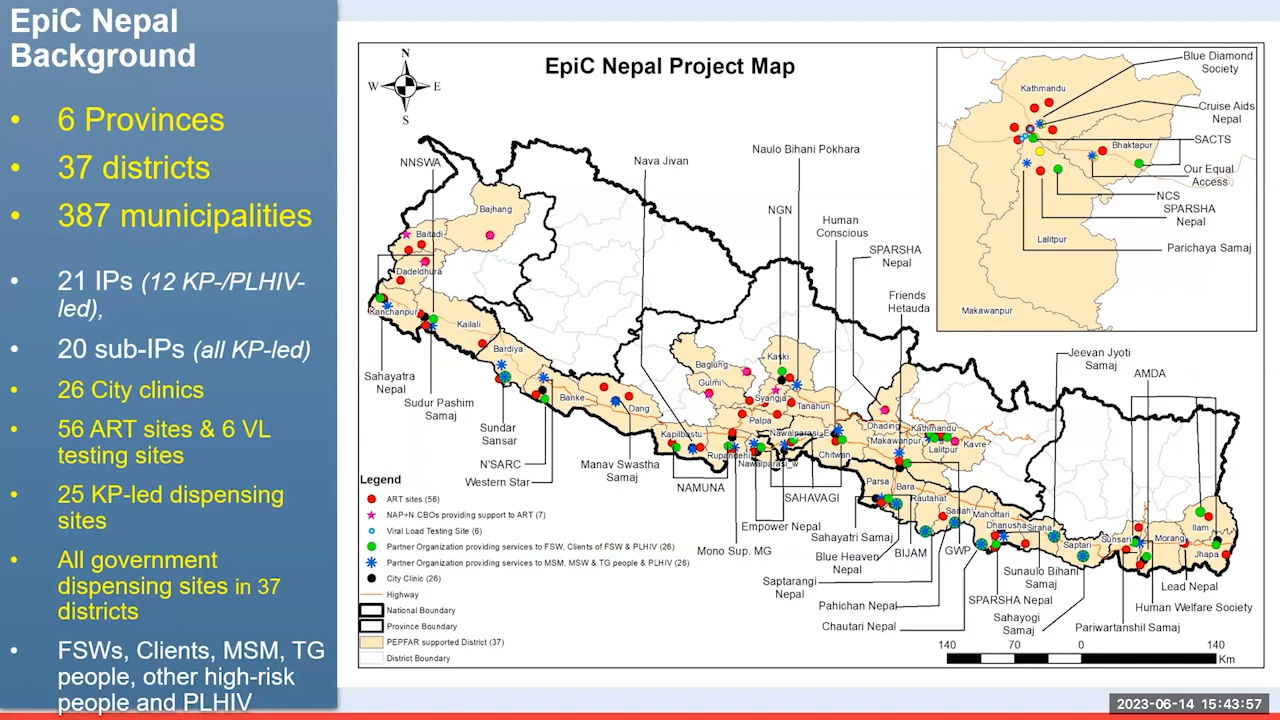 EpiC Nepal
Background
• 6 Provinces
• 37 districts
• 387 municipalities
• 21 IPs (12 KP-/PLHIV-
led),
• 20 sub-IPs (all KP-led)
• 26 City clinics
• 56 ART sites & 6 VL
testing sites
• 25 KP-led dispensing
sites
• All government
dispensing sites in 37
districts
• FSWs, Clients, MSM, TG
people, other high-risk
people and PLHIV
EpiC Nepal Project Map
N
W
E
S
NNSWA
Nava Jivan
Naulo Bihani Pokhara
NGN
Human
Conscious
SPARSHA
Nepal
Friends
Hetauda
Blue Diamond
Society
Kathmandu
Cruise Aids
Nepal
SACTS
Bhaktapur
Our Equal
Access
NCS
SPARSHA
Nepal
Lalitpur
Parichaya Samaj
Makawanpur
Bajhang
Baitadi
Dadeldhura
Kanchanpur
Kailali
Bardiya
Banke
Dang
Baglung
Gulmi
Kaski
Syangja
Tanahun
Palpa
Kapilbastu
Rupandehi
Nawalparasi_E
Nawalparasi_w
Chitwan
Dhading
Kathmandu
Makawanpur
Lalitpur
Kavre
Parsa
Bara
Rautahat
Sarlah
Mahottari
Dhanusha
Siraha
Saptari
Sunsari
Morang
Ilam
Jhapa
Jeevan Jyoti
Samaj
AMDA
Sahayatra
Nepal
Sudur Pashim
Samaj
Sundar
Sansar
N'SARC
Western Star
Manav Swastha
Samaj
NAMUNA
Mono Sup. MG
Empower Nepal
SAHAVAGI
Sahayatri Samaj
Blue Heaven
Nepal
BIJAM
GWP
Saptarangi
Nepal
Pahichan Nepal
Chautari Nepal
SPARSHA Nepal
Sunaulo Bihani
Samaj
Sahayogi
Samaj
Pariwartanshil Samaj
Human Welfare Society
Lead Nepal
Legend
ART sites (56)
NAP+N CBOs providing support to ART (7)
Viral Load Testing Site (6)
Partner Organization providing services to FSW, Clients of FSW & PLHIV (26)
Partner Organization providing services to MSM, MSW & TG people & PLHIV (26)
City Clinic (26)
Highway
National Boundary
Province Boundary
PEPFAR supported District (37)
District Boundary
140 70 0 140
Km
2023-06-14 15:43:57